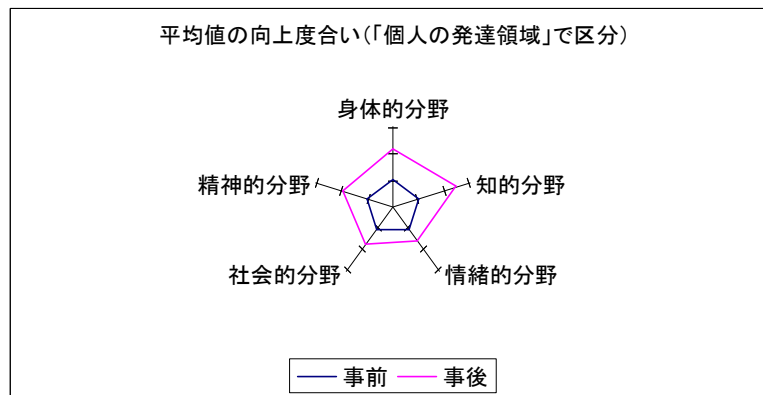 平均値の向上度合い(「個人の発達領域」で区分)
身体的分野
精神的分野
知的分野
社会的分野
情緒的分野
事前
事後